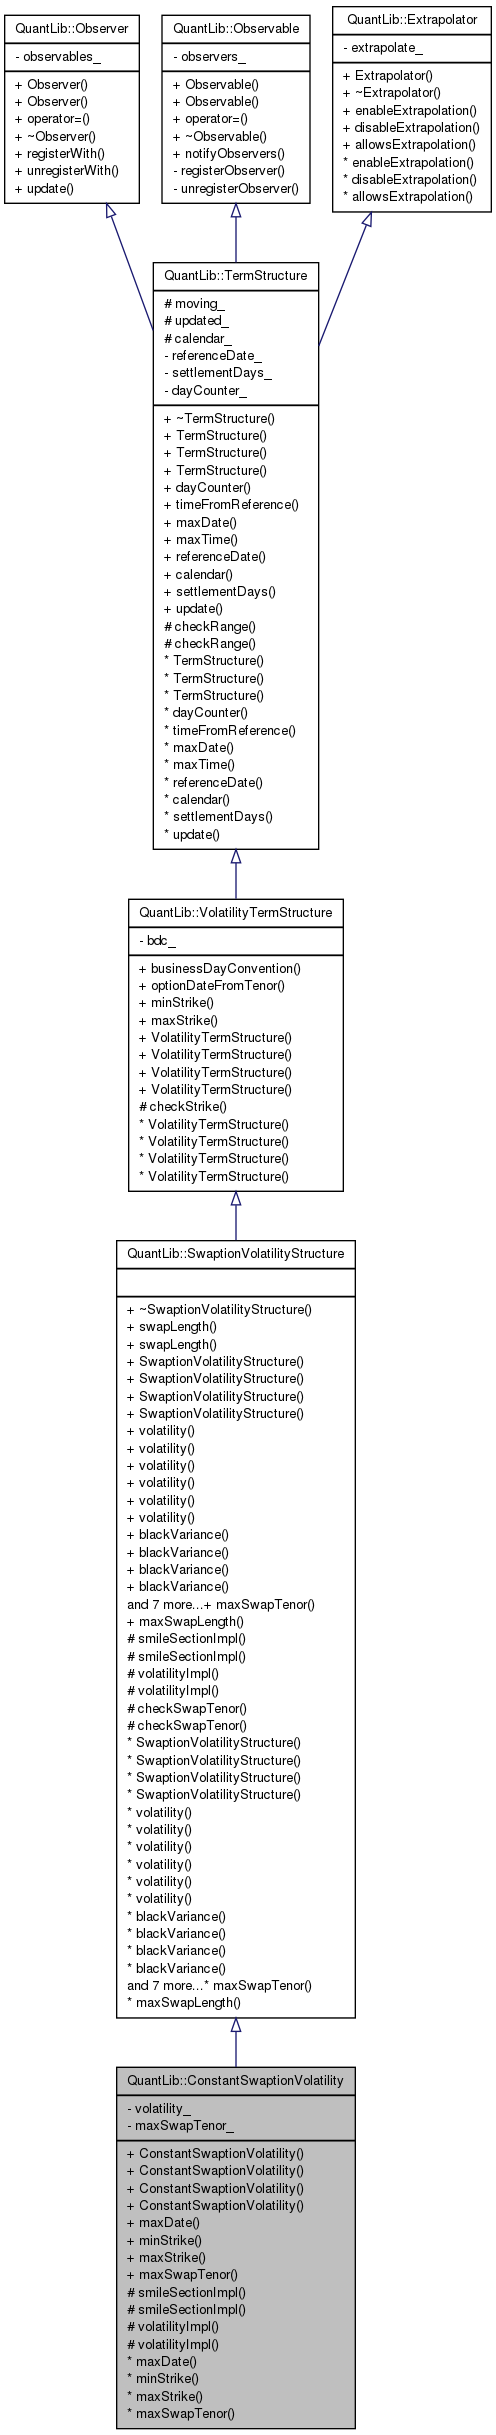 QuantLib::Observer
- observables_
+ Observer()
+ Observer()
+ operator=()
+ ~Observer()
+ registerWith()
+ unregisterWith()
+ update()
QuantLib::Observable
- observers_
+ Observable()
+ Observable()
+ operator=()
+ ~Observable()
+ notifyObservers()
- registerObserver()
- unregisterObserver()
QuantLib::Extrapolator
- extrapolate_
+ Extrapolator()
+ ~Extrapolator()
+ enableExtrapolation()
+ disableExtrapolation()
+ allowsExtrapolation()
* enableExtrapolation()
* disableExtrapolation()
* allowsExtrapolation()
QuantLib::TermStructure
# moving_
# updated_
# calendar_
- referenceDate_
- settlementDays_
- dayCounter_
+ ~TermStructure()
+ TermStructure()
+ TermStructure()
+ TermStructure()
+ dayCounter()
+ timeFromReference()
+ maxDate()
+ maxTime()
+ referenceDate()
+ calendar()
+ settlementDays()
+ update()
# checkRange()
# checkRange()
* TermStructure()
* TermStructure()
* TermStructure()
* dayCounter()
* timeFromReference()
* maxDate()
* maxTime()
* referenceDate()
* calendar()
* settlementDays()
* update()
QuantLib::VolatilityTermStructure
- bdc_
+ businessDayConvention()
+ optionDateFromTenor()
+ minStrike()
+ maxStrike()
+ VolatilityTermStructure()
+ VolatilityTermStructure()
+ VolatilityTermStructure()
+ VolatilityTermStructure()
# checkStrike()
* VolatilityTermStructure()
* VolatilityTermStructure()
* VolatilityTermStructure()
* VolatilityTermStructure()
QuantLib::SwaptionVolatilityStructure
+ ~SwaptionVolatilityStructure()
+ swapLength()
+ swapLength()
+ SwaptionVolatilityStructure()
+ SwaptionVolatilityStructure()
+ SwaptionVolatilityStructure()
+ SwaptionVolatilityStructure()
+ volatility()
+ volatility()
+ volatility()
+ volatility()
+ volatility()
+ volatility()
+ blackVariance()
+ blackVariance()
+ blackVariance()
+ blackVariance()
and 7 more...+ maxSwapTenor()
+ maxSwapLength()
# smileSectionImpl()
# smileSectionImpl()
# volatilityImpl()
# volatilityImpl()
# checkSwapTenor()
# checkSwapTenor()
* SwaptionVolatilityStructure()
* SwaptionVolatilityStructure()
* SwaptionVolatilityStructure()
* SwaptionVolatilityStructure()
* volatility()
* volatility()
* volatility()
* volatility()
* volatility()
* volatility()
* blackVariance()
* blackVariance()
* blackVariance()
* blackVariance()
and 7 more...* maxSwapTenor()
* maxSwapLength()
QuantLib::ConstantSwaptionVolatility
- volatility_
- maxSwapTenor_
+ ConstantSwaptionVolatility()
+ ConstantSwaptionVolatility()
+ ConstantSwaptionVolatility()
+ ConstantSwaptionVolatility()
+ maxDate()
+ minStrike()
+ maxStrike()
+ maxSwapTenor()
# smileSectionImpl()
# smileSectionImpl()
# volatilityImpl()
# volatilityImpl()
* maxDate()
* minStrike()
* maxStrike()
* maxSwapTenor()